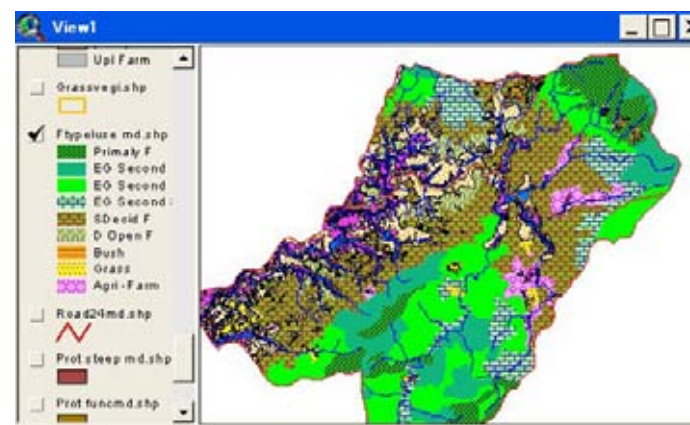 View1
Upl Farm
Grassvegi.shp
Ftypeluse md.shp
Primaly F
EG Second
EG Second
EG Second
SDecid F
D Open F
Bush
Grass
Agri-Farm
Road24md.shp
Prot steep md.shp
Prot funcmd.shp